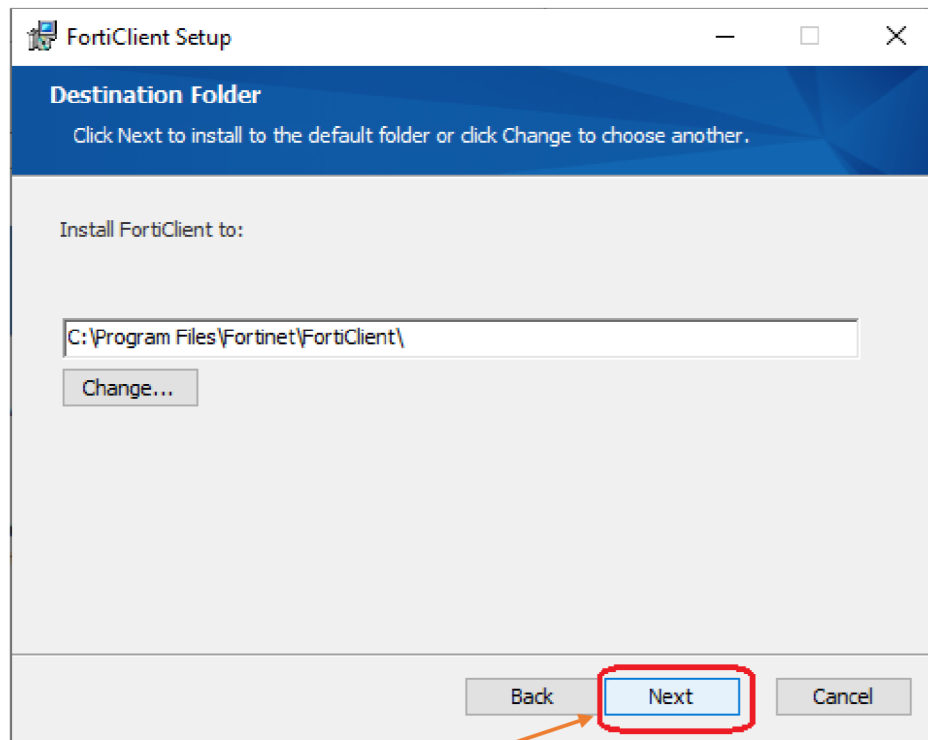 FortiClient Setup
Destination Folder
Click Next to install to the default folder or click Change to choose another.
Install FortiClient to:
C:\Program Files\Fortinet\FortiClient\
Change...
Back Next Cancel